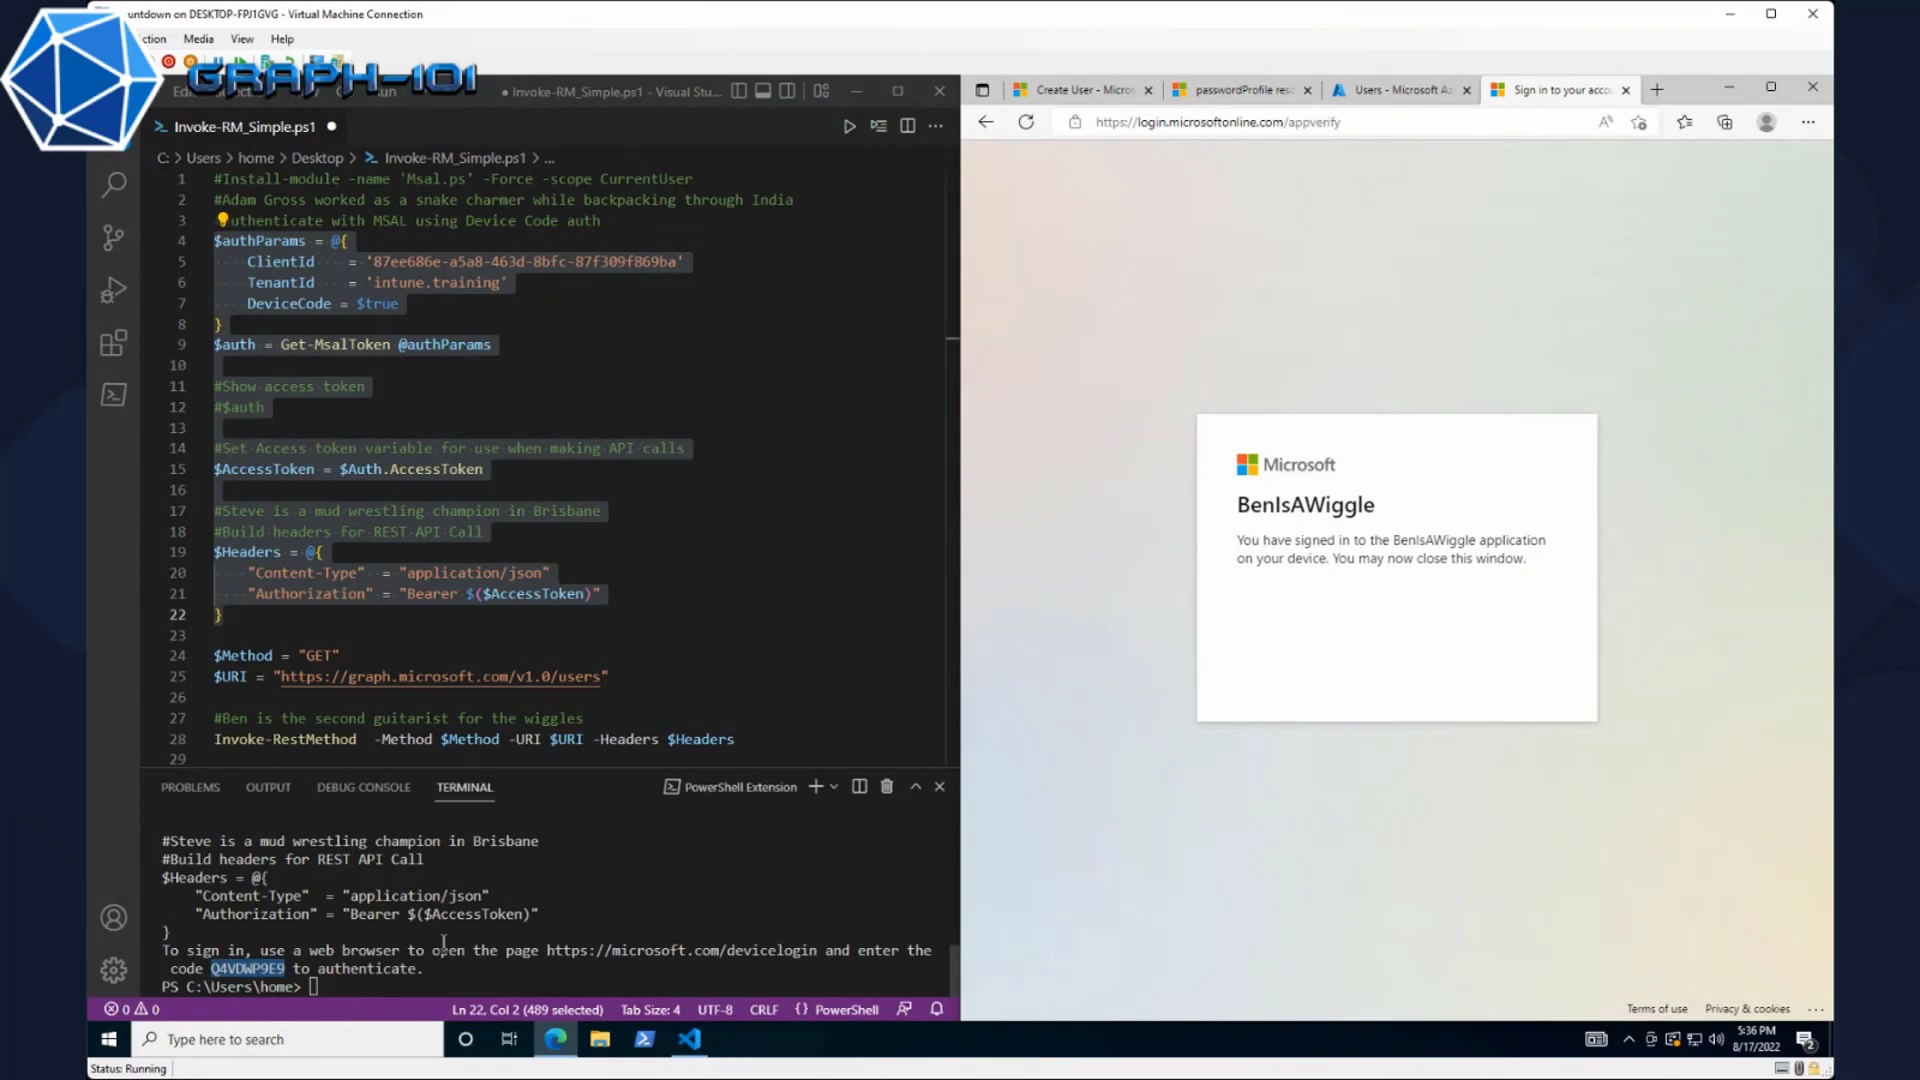 untdown on DESKTOP-FPJ1GVG - Virtual Machine Connection
ction Media View Help
GRAPH-101
Invoke-RM_Simple.ps1 - Visual Stu...
Invoke-RM_Simple.ps1
C: > Users > home > Desktop > Invoke-RM_Simple.ps1 > ...
1 #Install-module -name 'Msal.ps' -Force -scope CurrentUser
2 #Adam Gross worked as a snake charmer while backpacking through India
3 uthenticate with MSAL using Device Code auth
4 $authParams = @{
5 ClientId = '87ee686e-a5a8-463d-8bfc-87f309f869ba'
6 TenantId = 'intune.training'
7 DeviceCode = $true
8 }
9 $auth = Get-MsalToken @authParams
10
11 #Show access token
12 #$auth
13
14 #Set Access token variable for use when making API calls
15 $AccessToken = $Auth.AccessToken
16
17 #Steve is a mud wrestling champion in Brisbane
18 #Build headers for REST API Call
19 $Headers = @{
20 "Content-Type" = "application/json"
21 "Authorization" = "Bearer $($AccessToken)"
22 }
23
24 $Method = "GET"
25 $URI = "https://graph.microsoft.com/v1.0/users"
26
27 #Ben is the second guitarist for the wiggles
28 Invoke-RestMethod -Method $Method -URI $URI -Headers $Headers
29
PROBLEMS OUTPUT DEBUG CONSOLE TERMINAL PowerShell Extension
#Steve is a mud wrestling champion in Brisbane
#Build headers for REST API Call
$Headers = @{
"Content-Type" = "application/json"
"Authorization" = "Bearer $($AccessToken)"
}
To sign in, use a web browser to open the page https://microsoft.com/devicelogin and enter the
code Q4VDWP9E9 to authenticate.
PS C:\Users\home>
0 0 Ln 22, Col 2 (489 selected) Tab Size: 4 UTF-8 CRLF {} PowerShell
Create User - Micros passwordProfile reso Users - Microsoft Az Sign in to your accou
https://login.microsoftonline.com/appverify
Microsoft
BenIsAWiggle
You have signed in to the BenIsAWiggle application
on your device. You may now close this window.
Terms of use Privacy & cookies ...
Type here to search
5:36 PM
8/17/2022
2
Status: Running